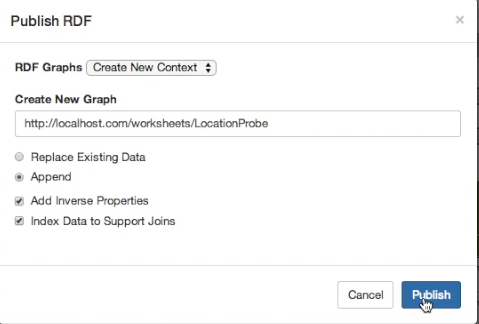 Publish RDF
×
RDF Graphs Create New Context
Create New Graph
http://localhost.com/worksheets/LocationProbe
Replace Existing Data
Append
Add Inverse Properties
Index Data to Support Joins
Cancel Publish